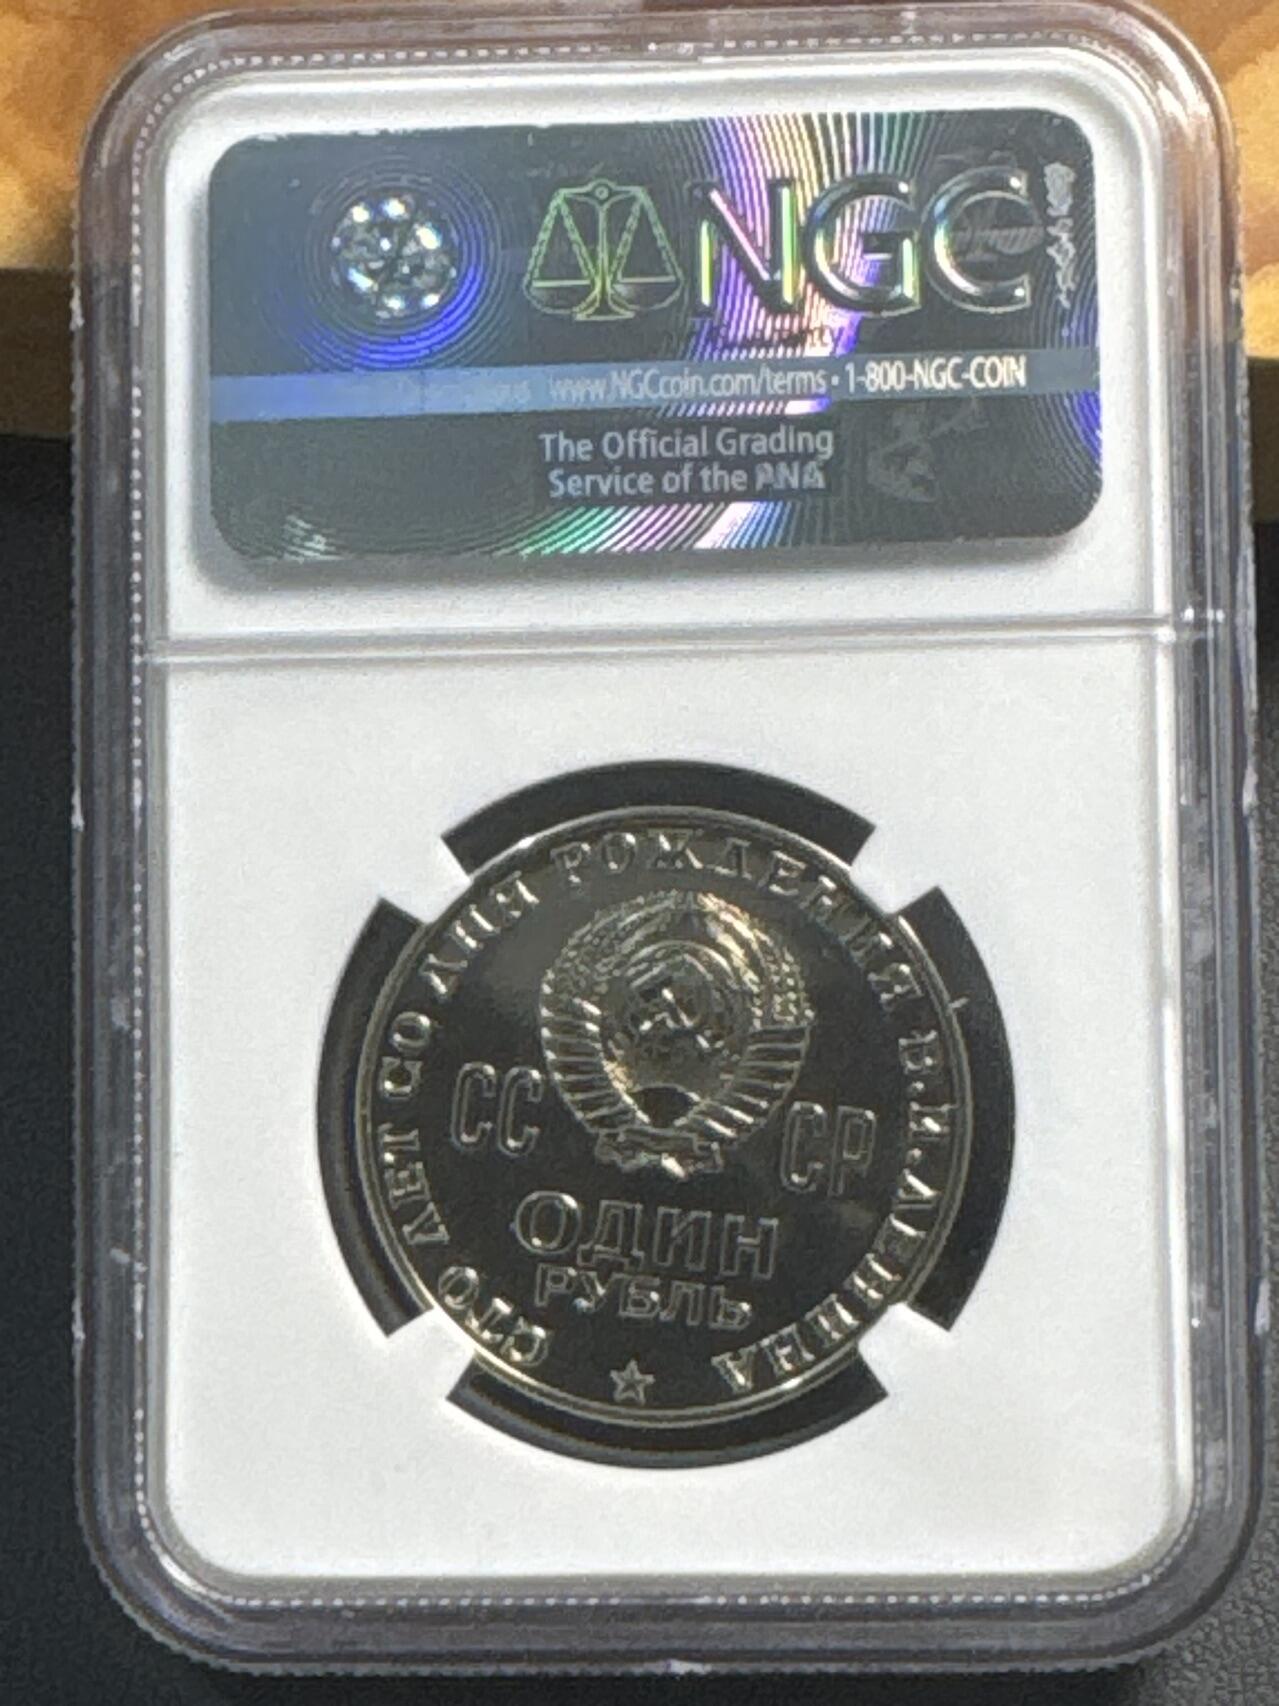 NGC
www.NGCcoin.com/terms • 1-800-NGC-COIN
The Official Grading
Service of the ANA
СТО ЛЕТ СО ДНЯ РОЖДЕНИЯ В.И.ЛЕНИНА
СС СР
ОДИН
РУБЛЬ